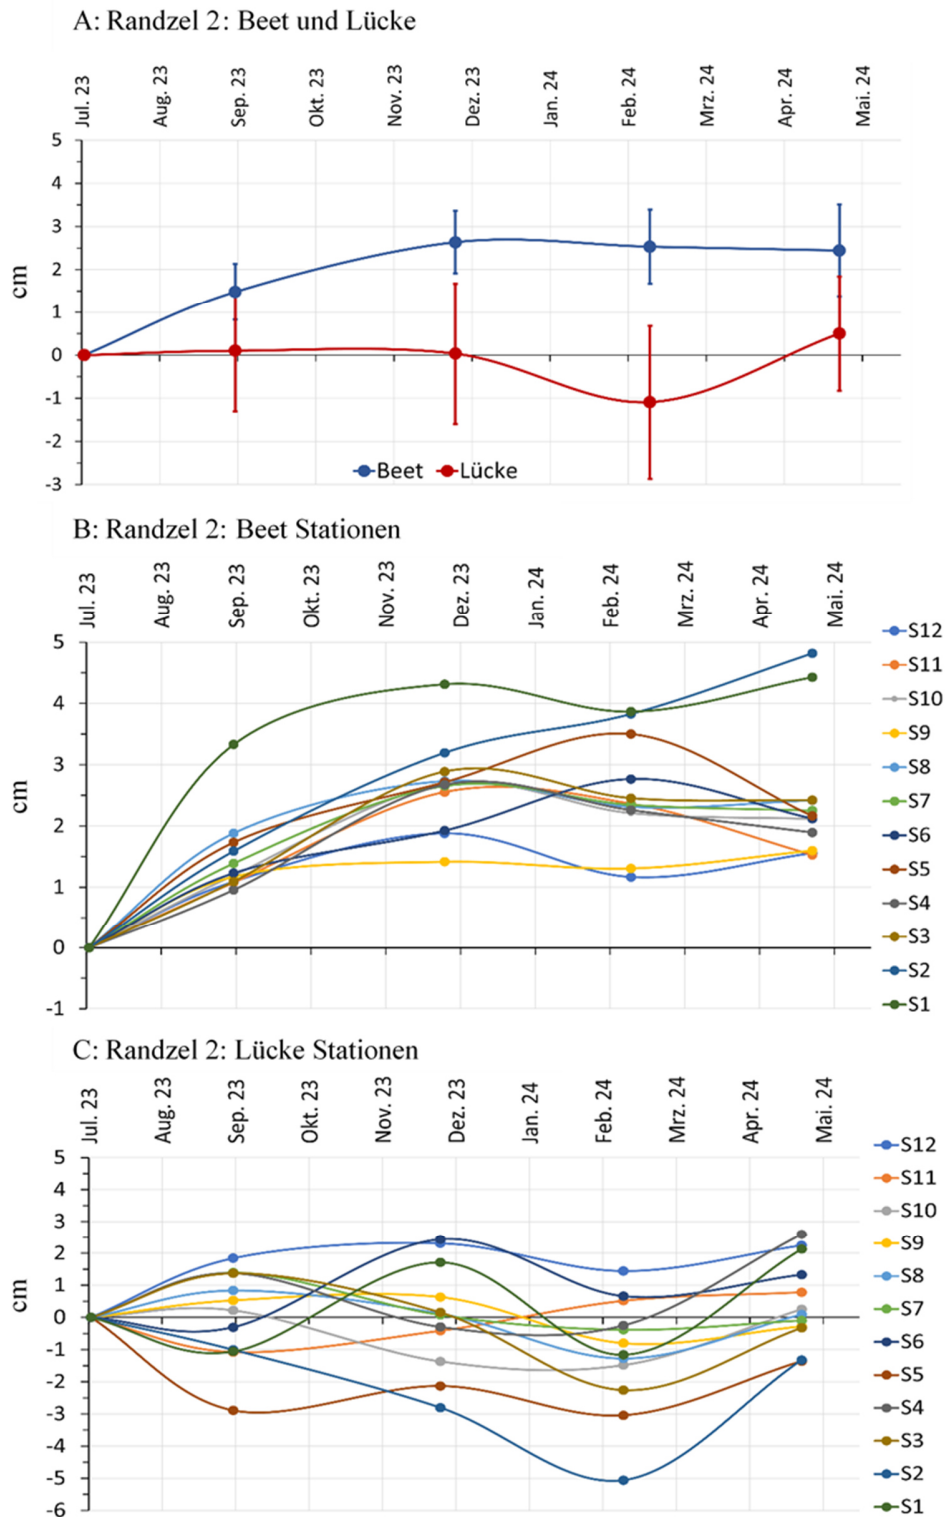 A: Randzel 2: Beet und Lücke
Jul. 23 Aug. 23 Sep. 23 Okt. 23 Nov. 23 Dez. 23 Jan. 24 Feb. 24 Mrz. 24 Apr. 24 Mai. 24
5
4
3
2
1
0
-1
-2
-3
cm
Beet Lücke
B: Randzel 2: Beet Stationen
Jul. 23 Aug. 23 Sep. 23 Okt. 23 Nov. 23 Dez. 23 Jan. 24 Feb. 24 Mrz. 24 Apr. 24 Mai. 24
5
4
3
2
1
0
-1
cm
S12
S11
S10
S9
S8
S7
S6
S5
S4
S3
S2
S1
C: Randzel 2: Lücke Stationen
Jul. 23 Aug. 23 Sep. 23 Okt. 23 Nov. 23 Dez. 23 Jan. 24 Feb. 24 Mrz. 24 Apr. 24 Mai. 24
5
4
3
2
1
0
-1
-2
-3
-4
-5
-6
cm
S12
S11
S10
S9
S8
S7
S6
S5
S4
S3
S2
S1